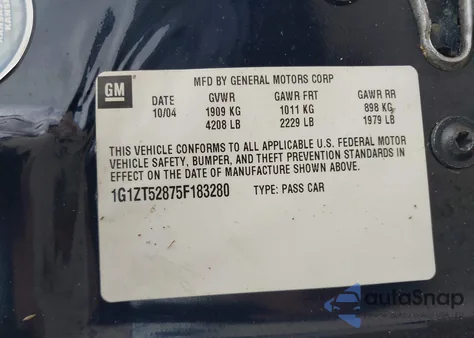 GM
MFD BY GENERAL MOTORS CORP
DATE GVWR GAWR FRT GAWR RR
10/04 1909 KG 1011 KG 898 KG
4208 LB 2229 LB 1979 LB
THIS VEHICLE CONFORMS TO ALL APPLICABLE U.S. FEDERAL MOTOR
VEHICLE SAFETY, BUMPER, AND THEFT PREVENTION STANDARDS IN
EFFECT ON THE DATE OF MANUFACTURE SHOWN ABOVE.
1G1ZT52875F183280 TYPE: PASS CAR
autoSnap